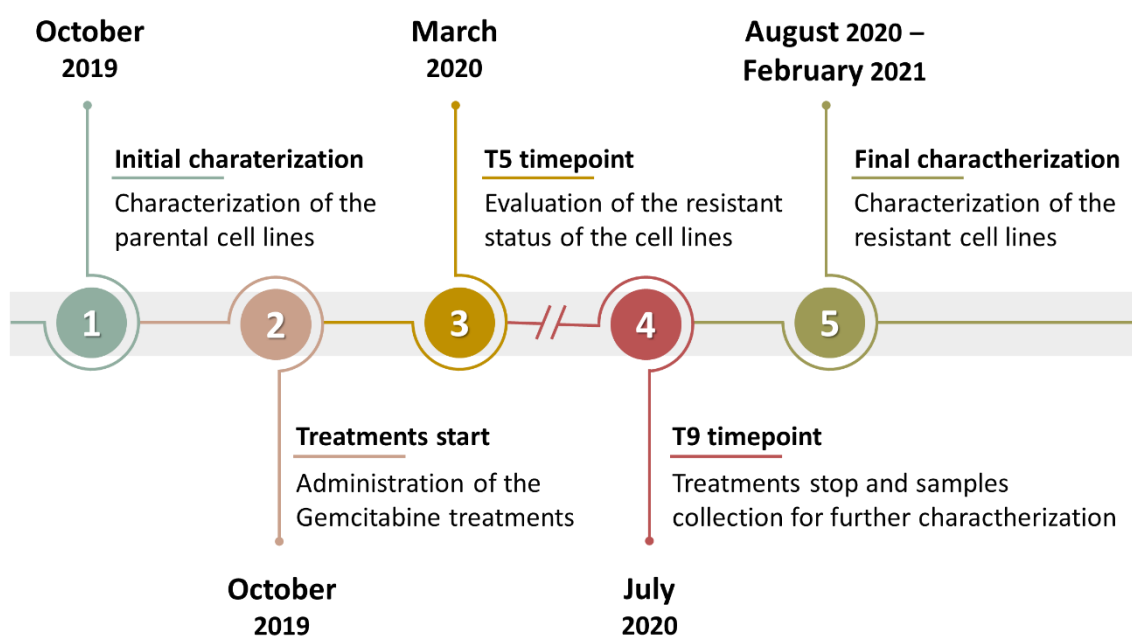 October
2019
March
2020
August 2020 –
February 2021
Initial charaterization
Characterization of the
parental cell lines
T5 timepoint
Evaluation of the resistant
status of the cell lines
Final charactherization
Characterization of the
resistant cell lines
1
2
3
4
5
Treatments start
Administration of the
Gemcitabine treatments
T9 timepoint
Treatments stop and samples
collection for further charactherization
October
2019
July
2020